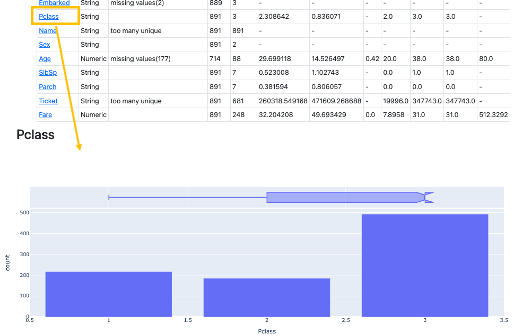 Embarked String missing values(2) 889 3 - - - - - - -
Pclass String 891 3 2.308642 0.836071 - 2.0 3.0 3.0 -
Name String too many unique 891 891 - - - - - - -
Sex String 891 2 - - - - - - -
Age Numeric missing values(177) 714 88 29.699118 14.526497 0.42 20.0 38.0 38.0 80.0
SibSp String 891 7 0.523008 1.102743 - 0.0 1.0 1.0 -
Parch String 891 7 0.381594 0.806057 - 0.0 0.0 0.0 -
Ticket String too many unique 891 681 260318.549168 471609.268688 - 19996.0 347743.0 347743.0 -
Fare Numeric 891 248 32.204208 49.693429 0.0 7.8958 31.0 31.0 512.3292
Pclass
500
400
300
200
100
0
count
0.5 1 1.5 2 2.5 3 3.5
Pclass